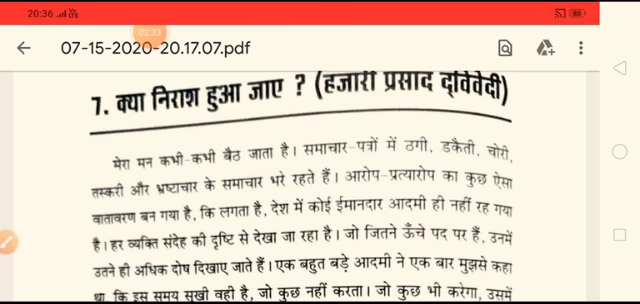 20:36
02:33
07-15-2020-20.17.07.pdf
7. क्या निराश हुआ जाए ? (हजारी प्रसाद द्विवेदी)
मेरा मन कभी-कभी बैठ जाता है। समाचार-पत्रों में ठगी, डकैती, चोरी,
तस्करी और भ्रष्टाचार के समाचार भरे रहते हैं। आरोप-प्रत्यारोप का कुछ ऐसा
वातावरण बन गया है, कि लगता है, देश में कोई ईमानदार आदमी ही नहीं रह गया
है। हर व्यक्ति संदेह की दृष्टि से देखा जा रहा है। जो जितने ऊँचे पद पर हैं, उनमें
उतने ही अधिक दोष दिखाए जाते हैं। एक बहुत बड़े आदमी ने एक बार मुझसे कहा
था, कि इस समय सुखी वही है, जो कुछ नहीं करता। जो कुछ भी करेगा, उसमें